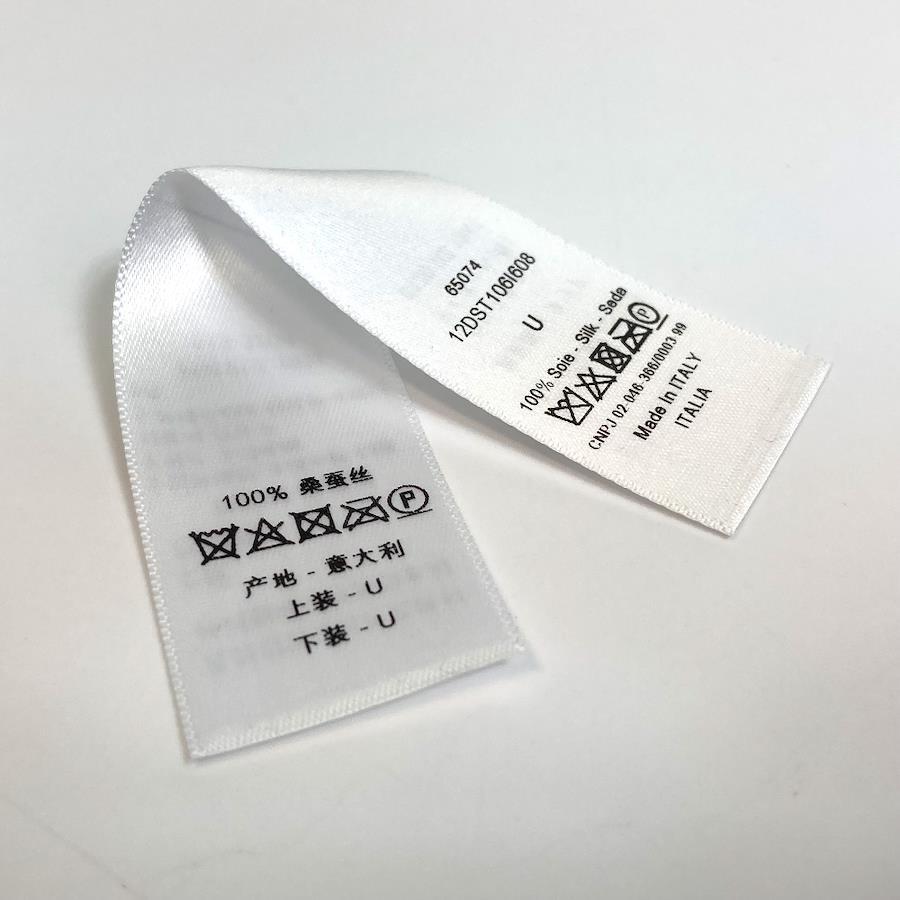 65074
12DST106I608
U
100% Soie - Silk - Seda
P
CNPJ 02-046-366/0003-99
Made In ITALY
ITALIA
100% 桑蚕丝
P
产地 - 意大利
上装 - U
下装 - U